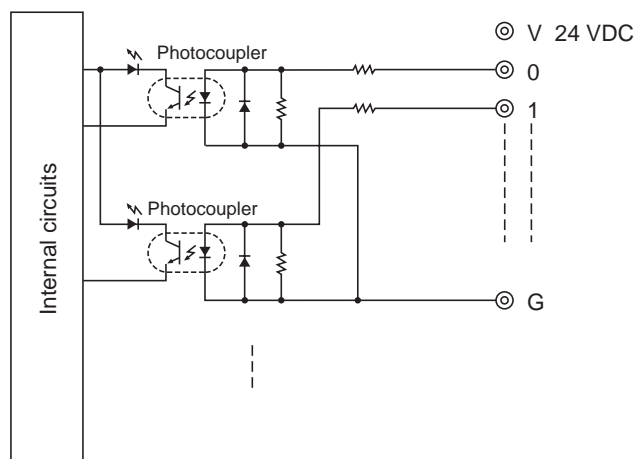 Photocoupler
V 24 VDC
0
1
Internal circuits
Photocoupler
G